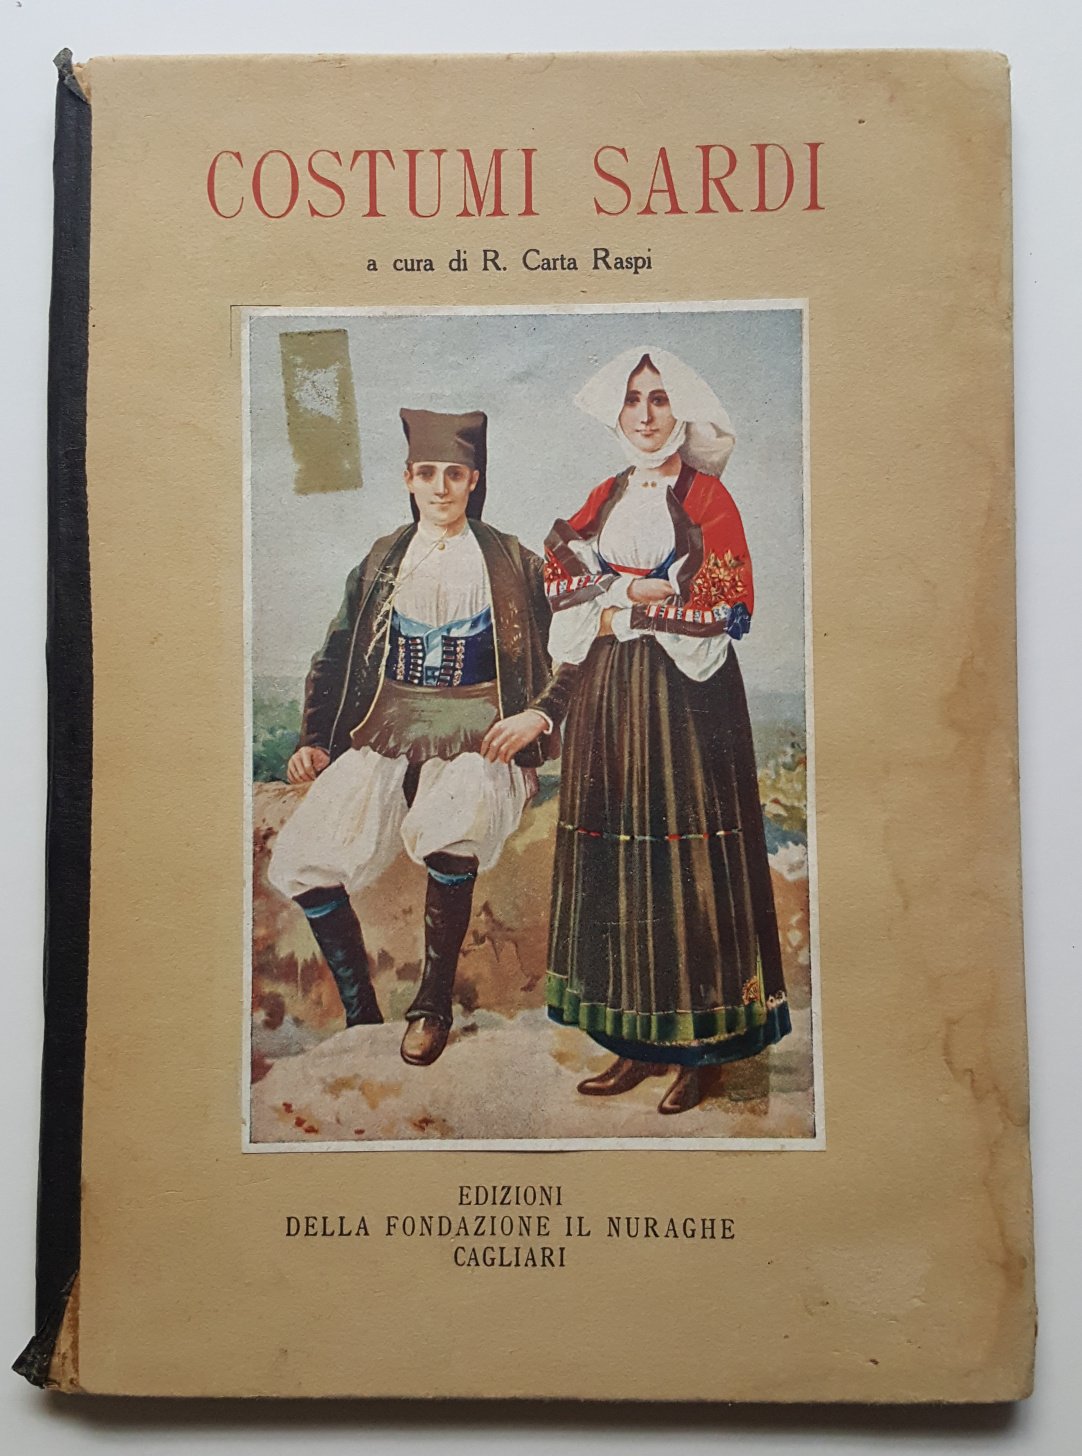 COSTUMI SARDI
a cura di R. Carta Raspi
EDIZIONI
DELLA FONDAZIONE IL NURAGHE
CAGLIARI